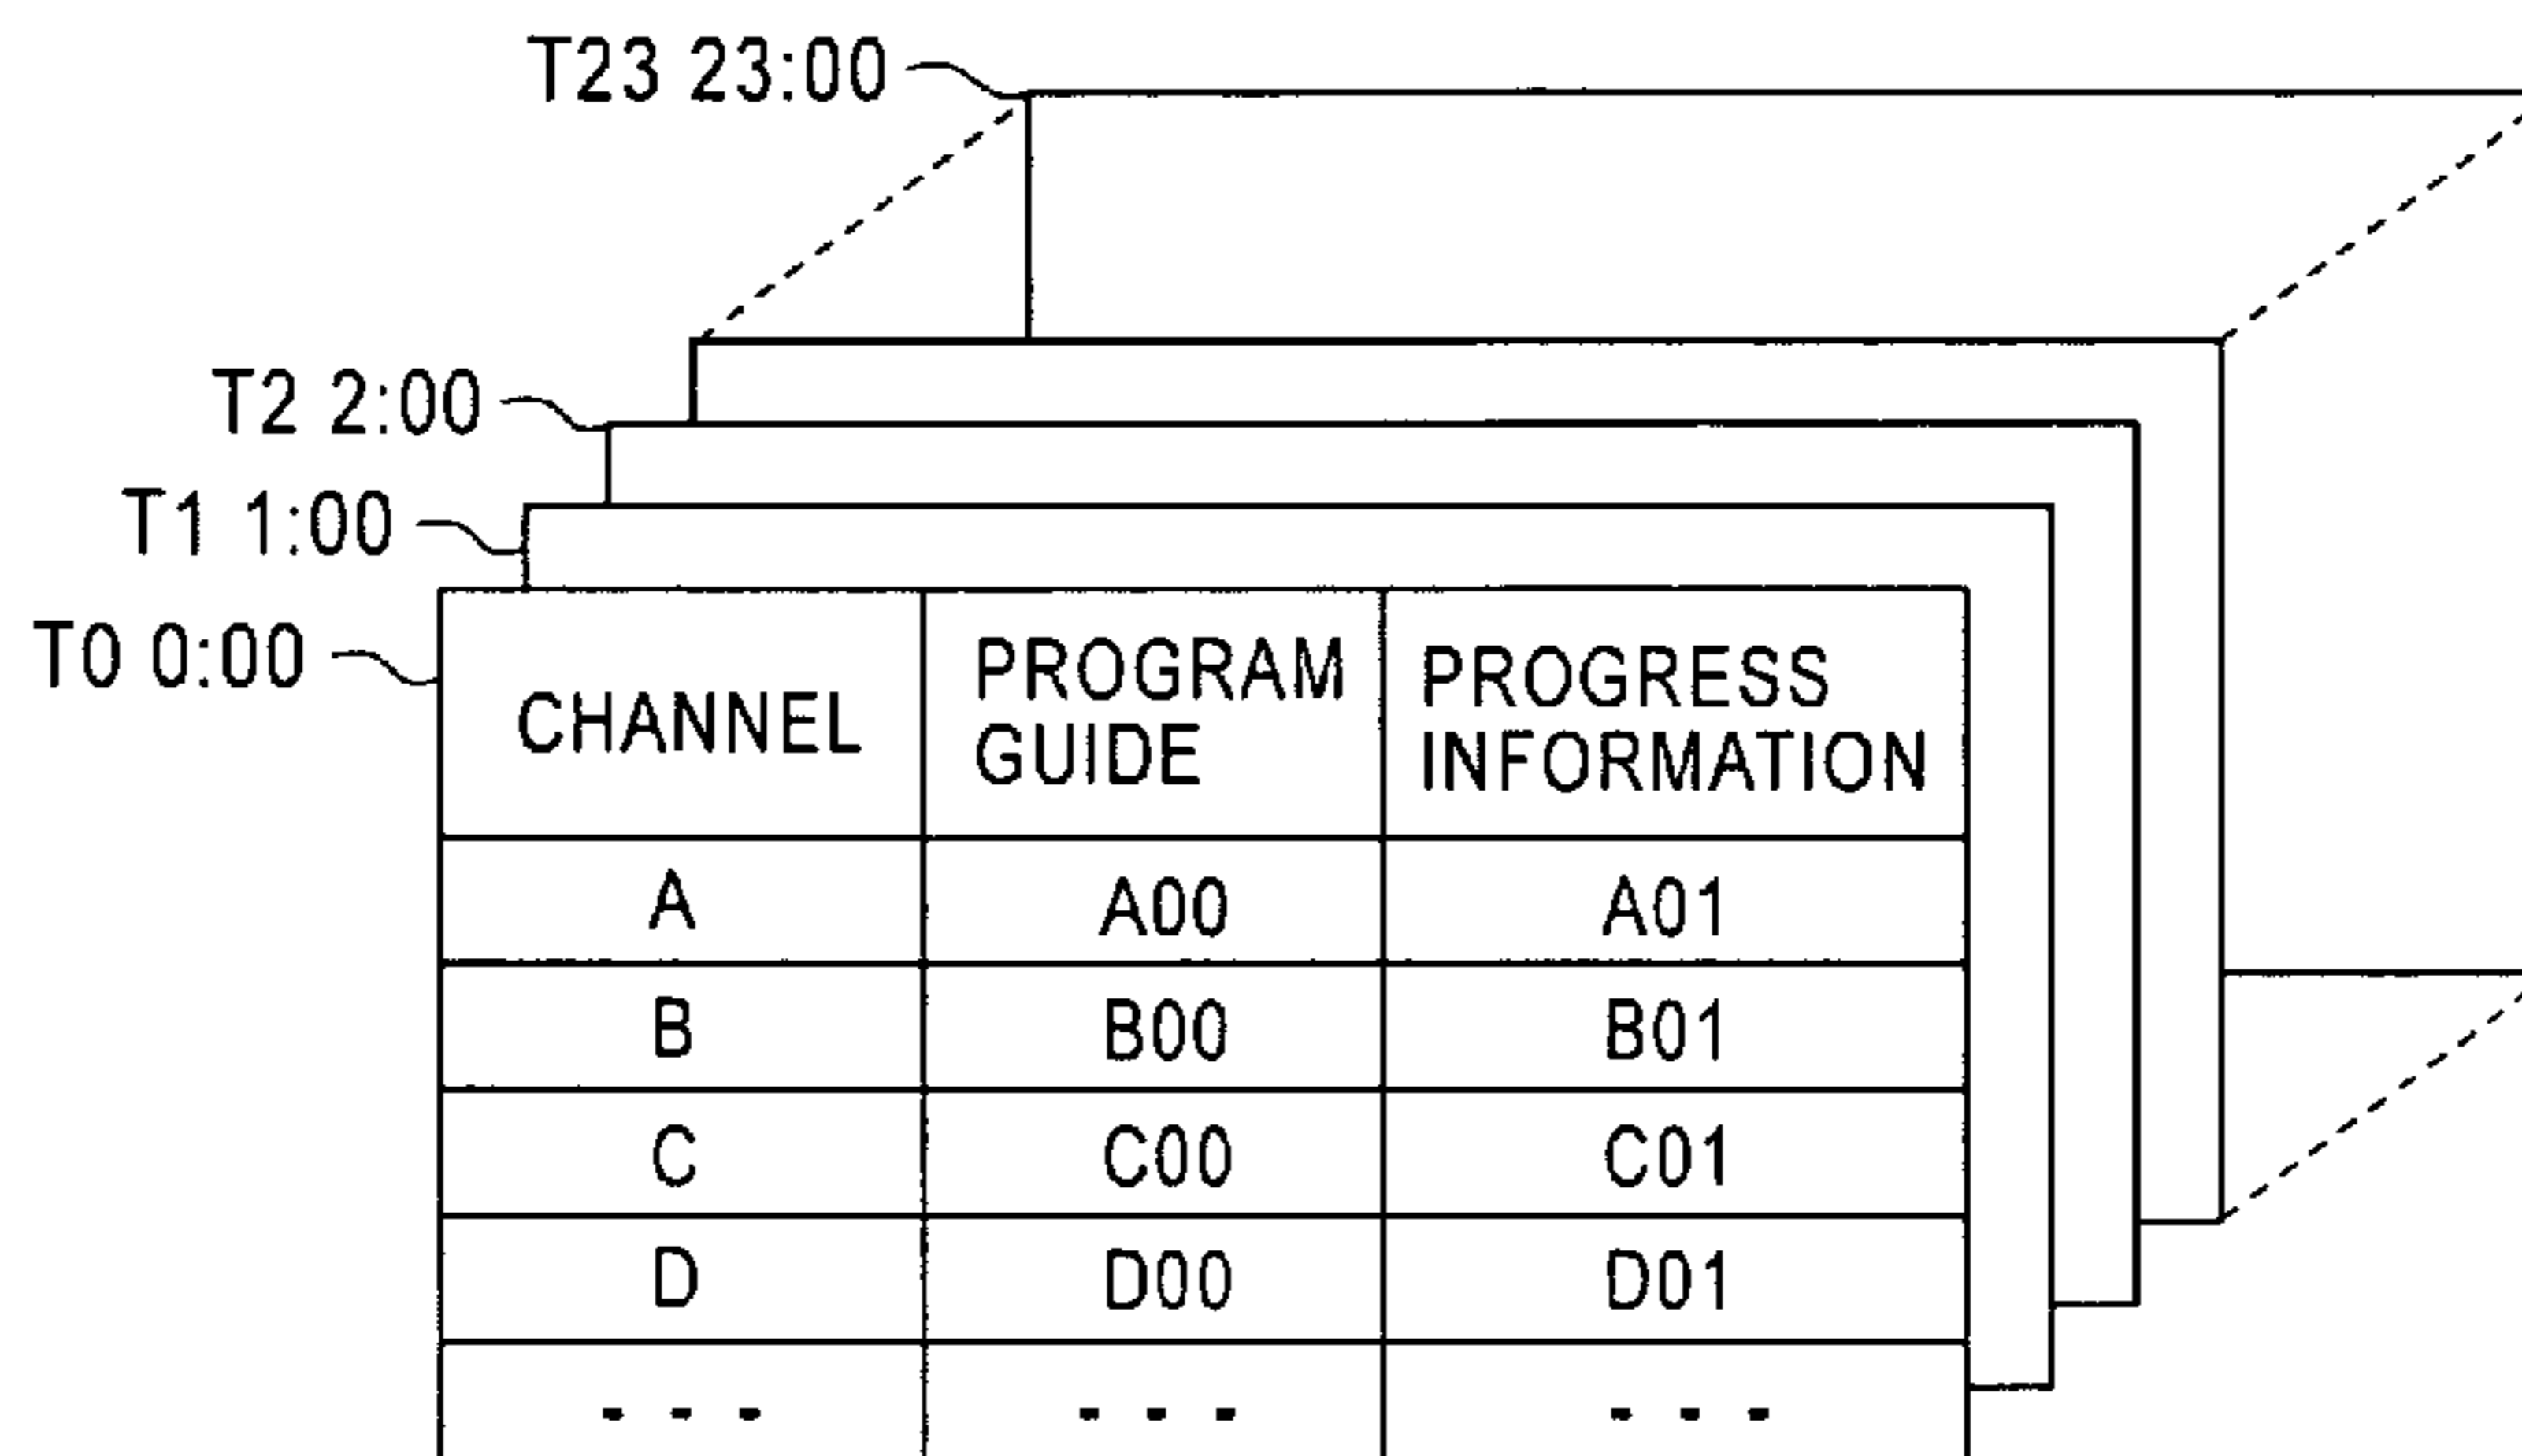 T23 23:00
T2 2:00
T1 1:00
T0 0:00
CHANNEL
PROGRAM
GUIDE
PROGRESS
INFORMATION
A A00 A01
B B00 B01
C C00 C01
D D00 D01
- - - - - - - - -